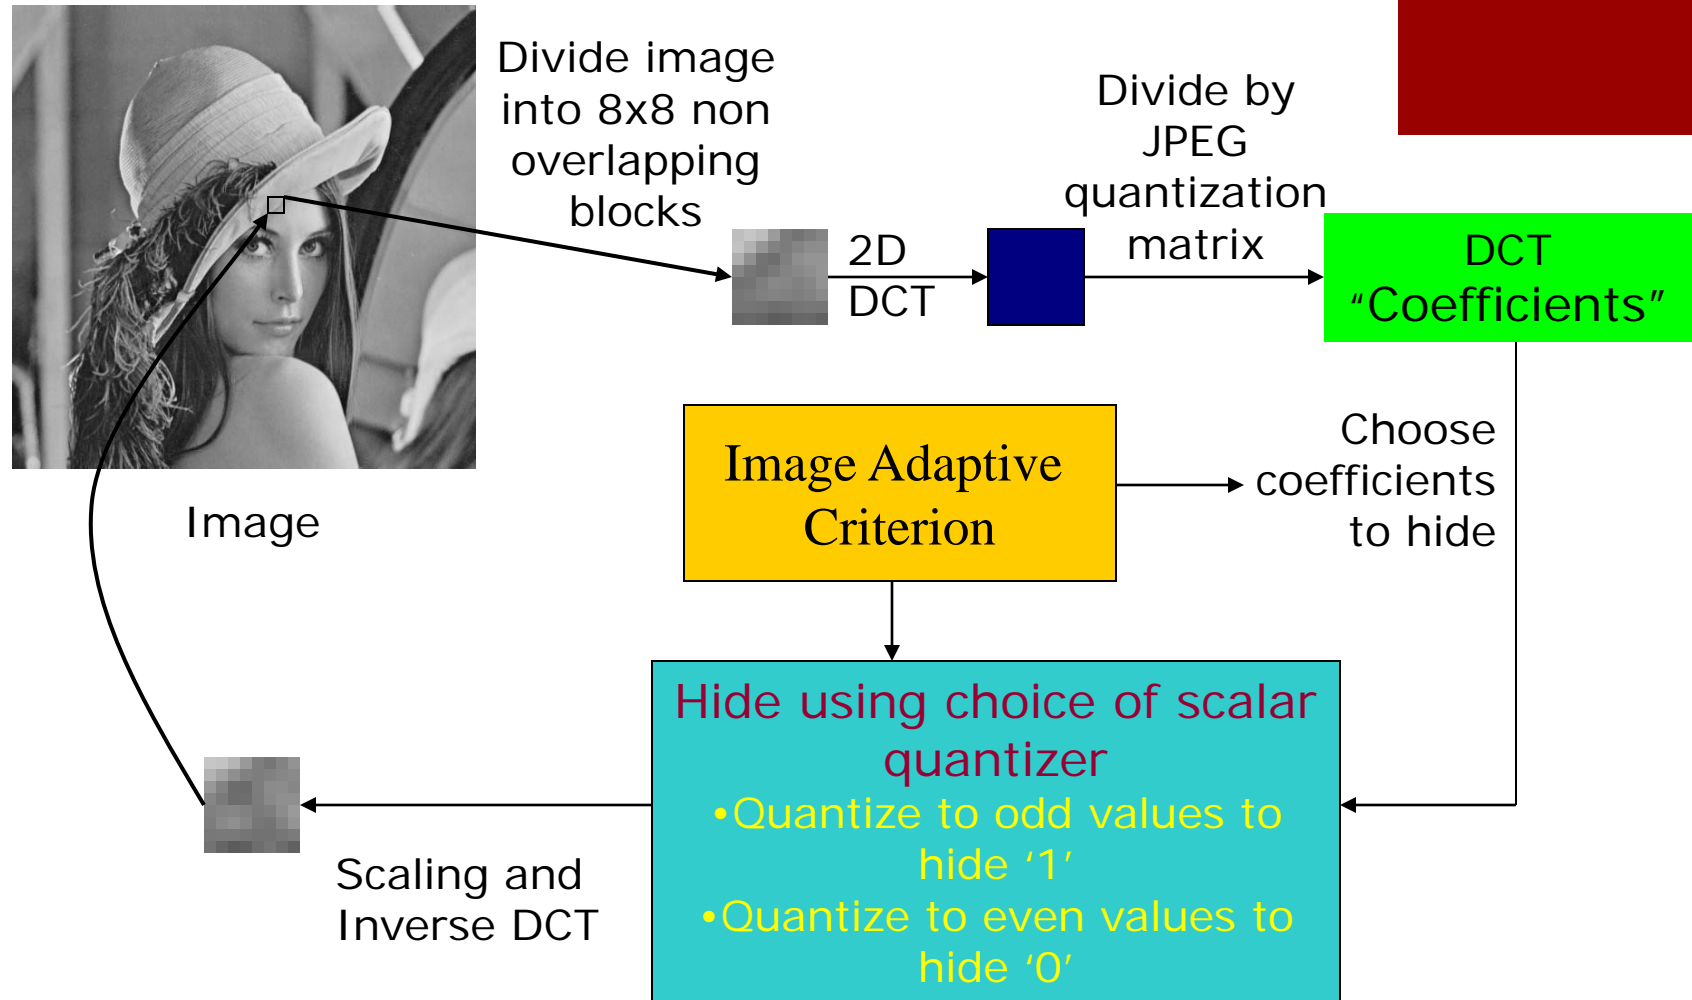 Divide image
into 8x8 non
overlapping
blocks
Divide by
JPEG
quantization
matrix
2D
DCT
DCT
“Coefficients”
Image Adaptive
Criterion
Choose
coefficients
to hide
Image
Hide using choice of scalar
quantizer
•Quantize to odd values to
hide ‘1’
•Quantize to even values to
hide ‘0’
Scaling and
Inverse DCT